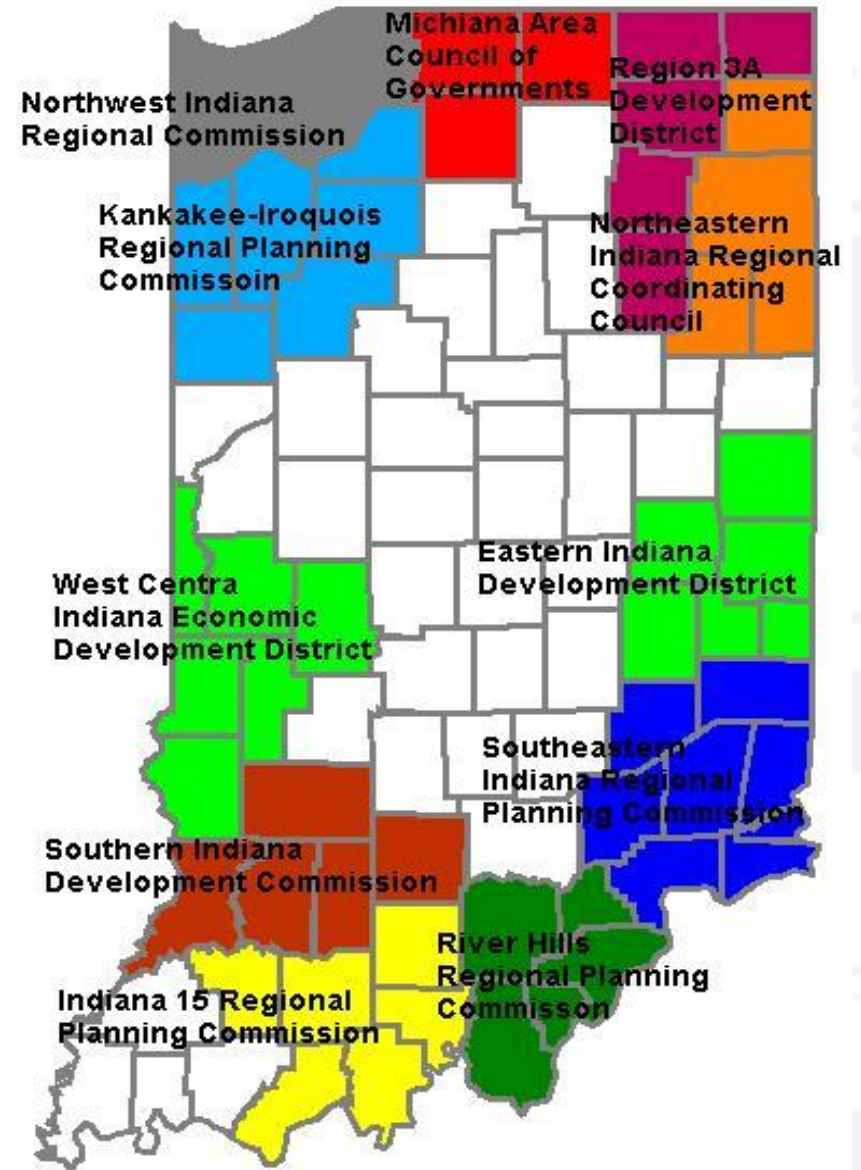 Michiana Area
Council of
Governments
Region 3A
Development
District
Northwest Indiana
Regional Commission
Kankakee-Iroquois
Regional Planning
Commissoin
Northeastern
Indiana Regional
Coordinating
Council
Eastern Indiana
Development District
West Centra
Indiana Economic
Development District
Southeastern
Indiana Regional
Planning Commission
Southern Indiana
Development Commission
River Hills
Regional Planning
Commisson
Indiana 15 Regional
Planning Commission